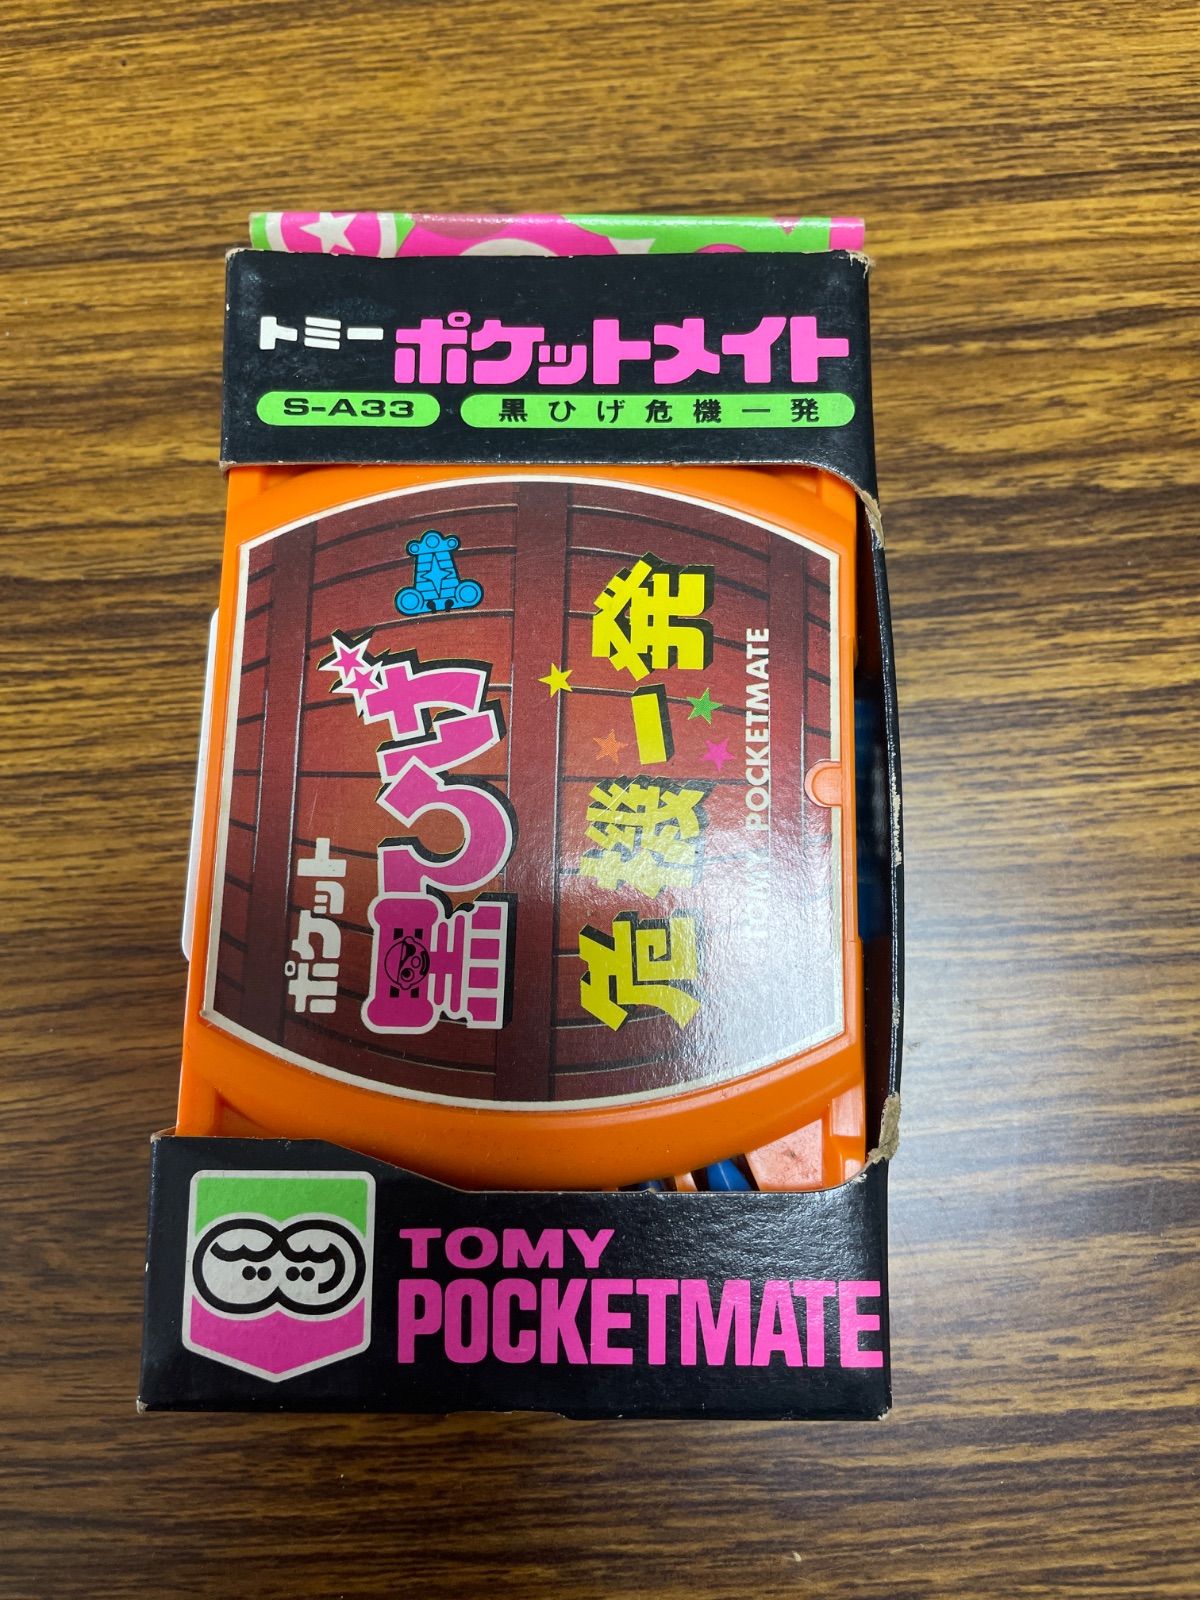 トミー ポケットメイト
S-A33 黒ひげ危機一発
ポケット
黒ひげ
危機一発
TOMY POCKETMATE
TOMY
POCKETMATE